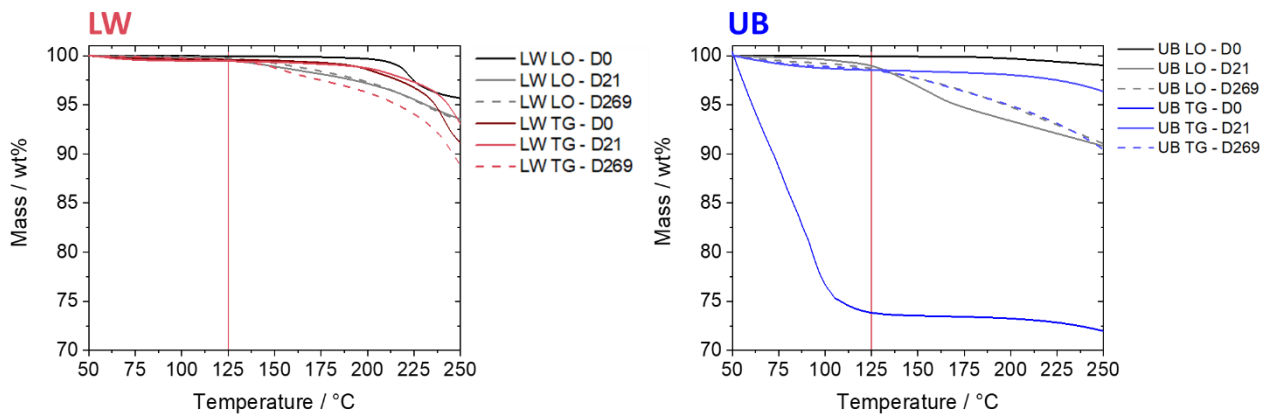 LW
Mass / wt%
100
95
90
85
80
75
70
50
75
100
125
150
175
200
225
250
Temperature / °C
LW LO - D0
LW LO - D21
LW LO - D269
LW TG - D0
LW TG - D21
LW TG - D269
UB
Mass / wt%
100
95
90
85
80
75
70
50
75
100
125
150
175
200
225
250
Temperature / °C
UB LO - D0
UB LO - D21
UB LO - D269
UB TG - D0
UB TG - D21
UB TG - D269